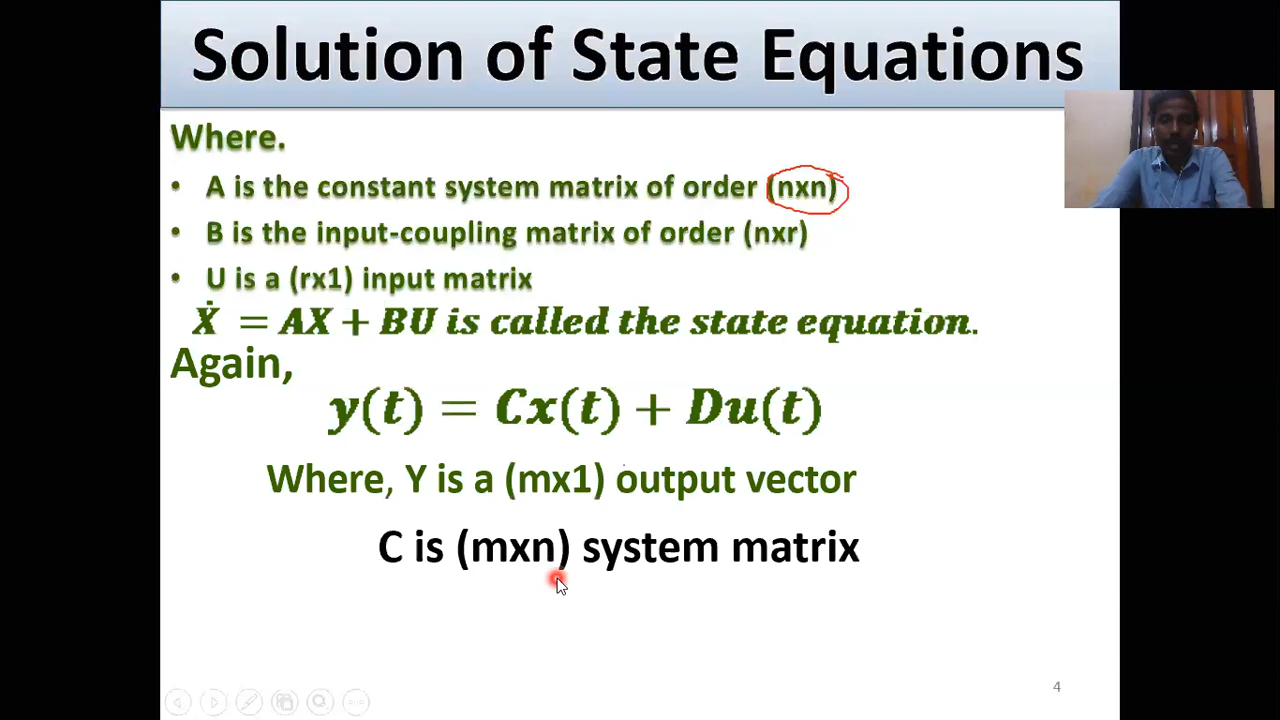 Solution of State Equations
Where.
• A is the constant system matrix of order (nxn)
• B is the input-coupling matrix of order (nxr)
• U is a (rx1) input matrix
Ẋ = AX + BU is called the state equation.
Again,
y(t) = Cx(t) + Du(t)
Where, Y is a (mx1) output vector
C is (mxn) system matrix
4